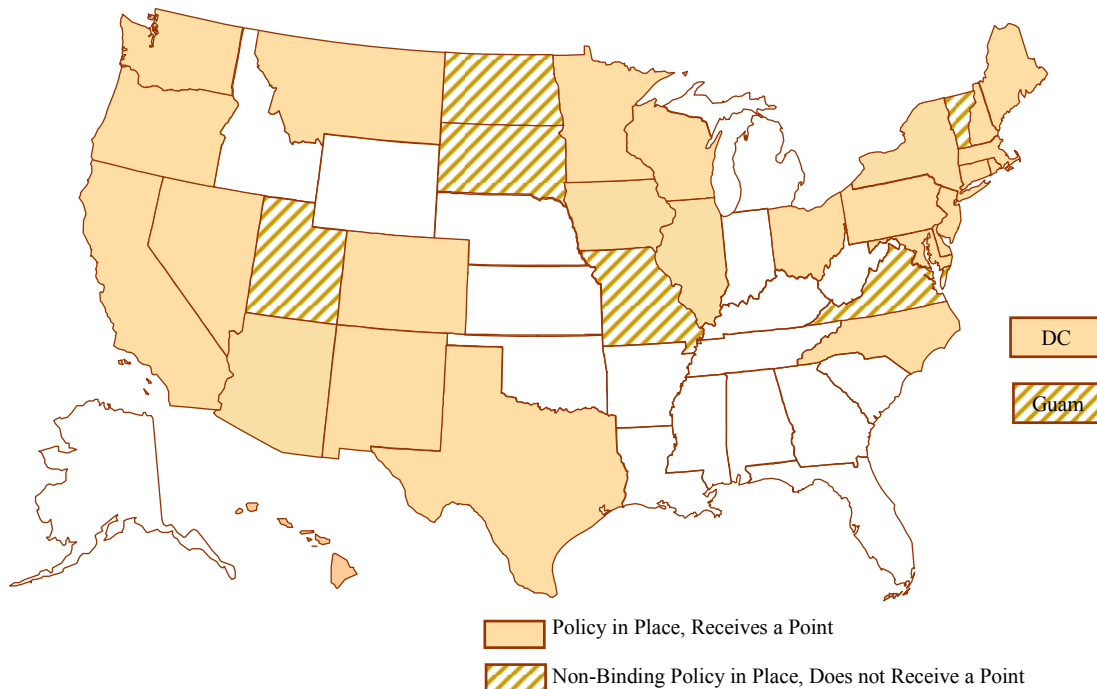 DC
Guam
Policy in Place, Receives a Point
Non-Binding Policy in Place, Does not Receive a Point